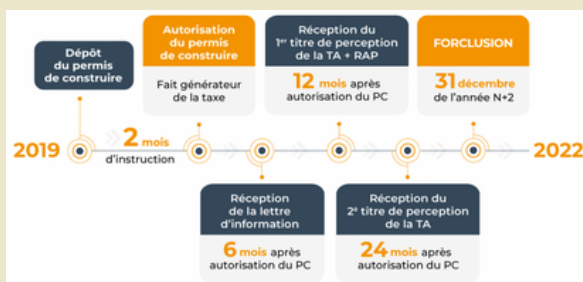 Dépôt
du permis
de construire
2019
2 mois
d'instruction
Autorisation
du permis
de construire
Fait générateur
de la taxe
Réception
de la lettre
d'information
6 mois après
autorisation du PC
Réception du
1er titre de perception
de la TA + RAP
12 mois après
autorisation du PC
Réception du
2e titre de perception
de la TA
24 mois après
autorisation du PC
FORCLUSION
31 décembre
de l'année N+2
2022